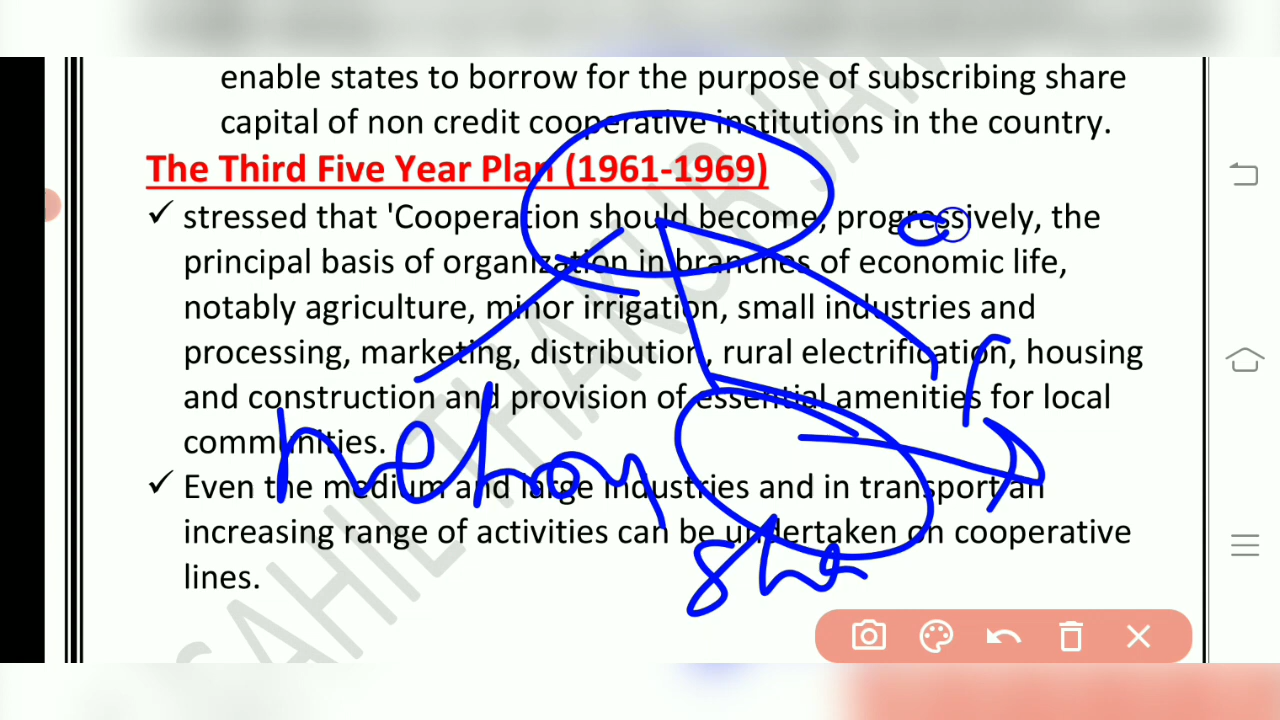 enable states to borrow for the purpose of subscribing share
capital of non credit cooperative institutions in the country.
The Third Five Year Plan (1961-1969)
✓ stressed that 'Cooperation should become, progressively, the
principal basis of organization in branches of economic life,
notably agriculture, minor irrigation, small industries and
processing, marketing, distribution, rural electrification, housing
and construction and provision of essential amenities for local
communities.
✓ Even the medium and large industries and in transport an
increasing range of activities can be undertaken on cooperative
lines.
SAHIL THAKUR